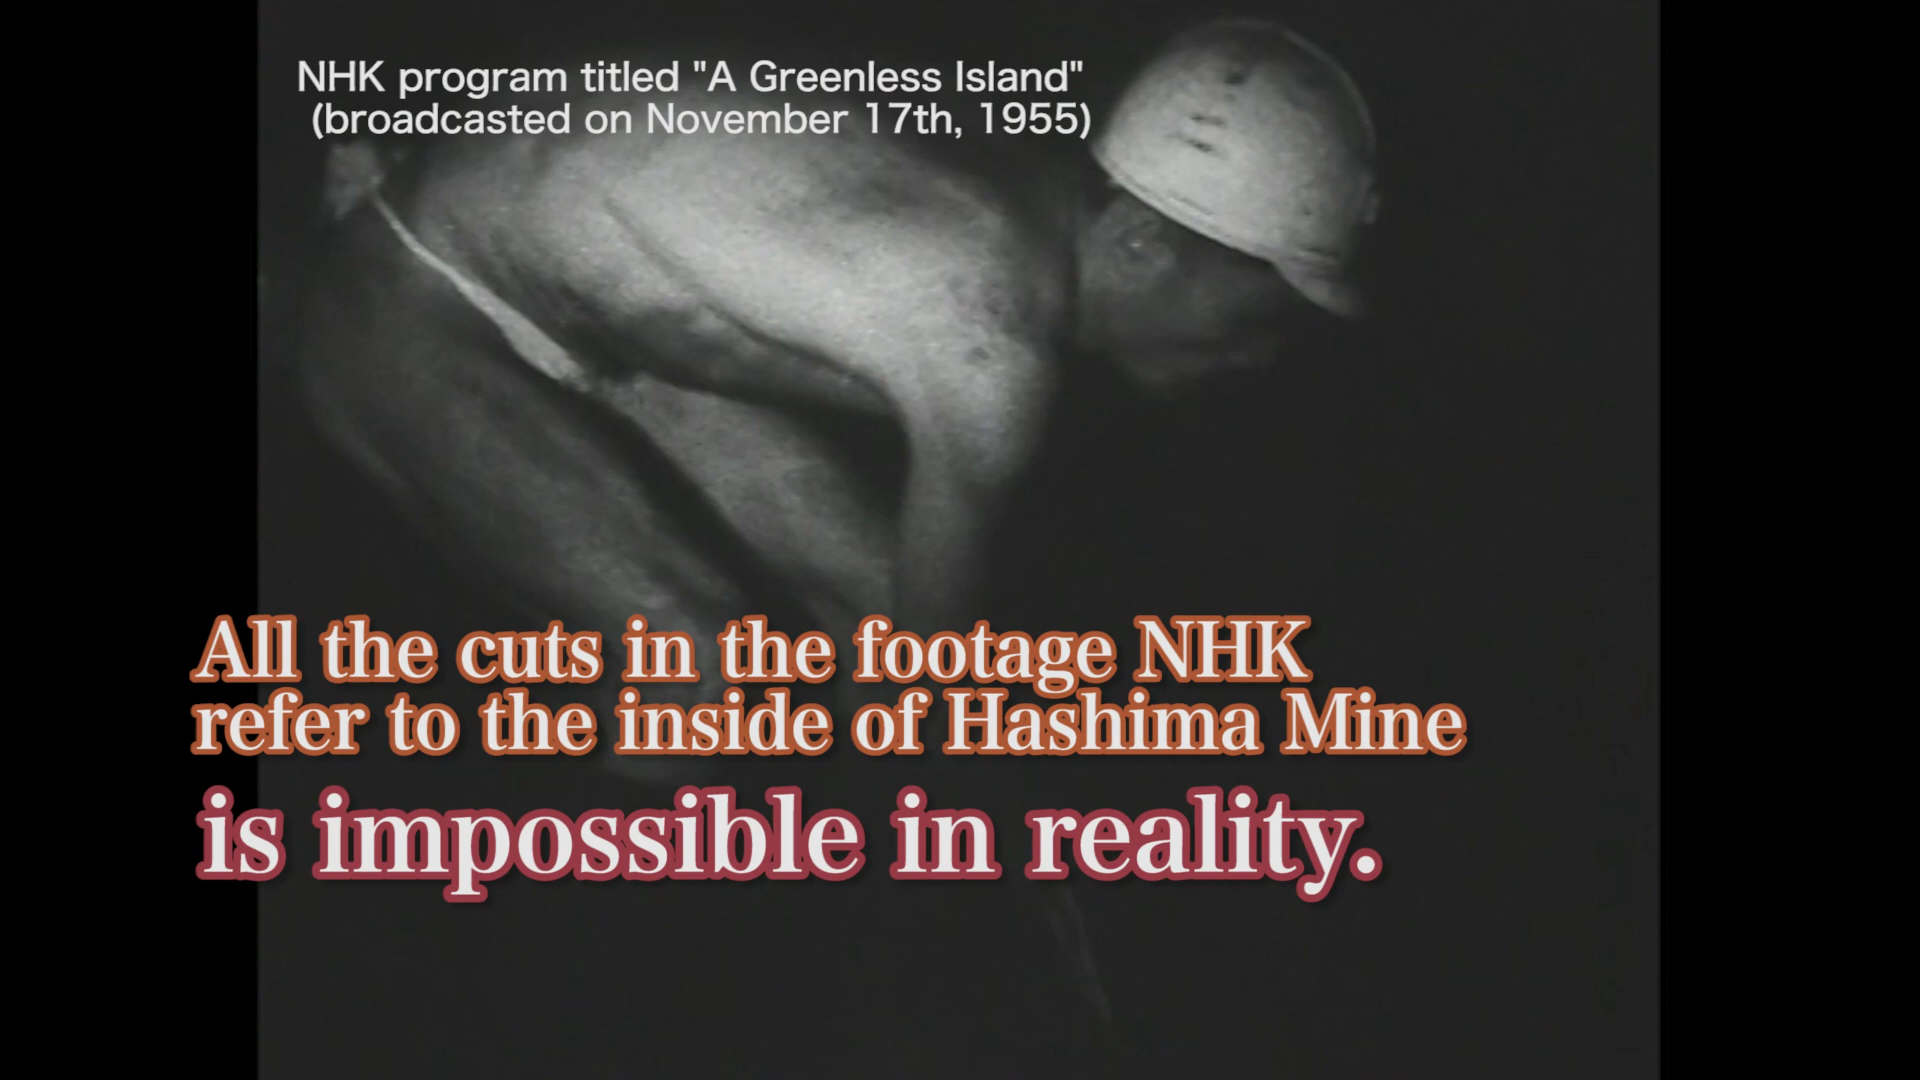 NHK program titled "A Greenless Island"
(broadcasted on November 17th, 1955)
All the cuts in the footage NHK
refer to the inside of Hashima Mine
is impossible in reality.